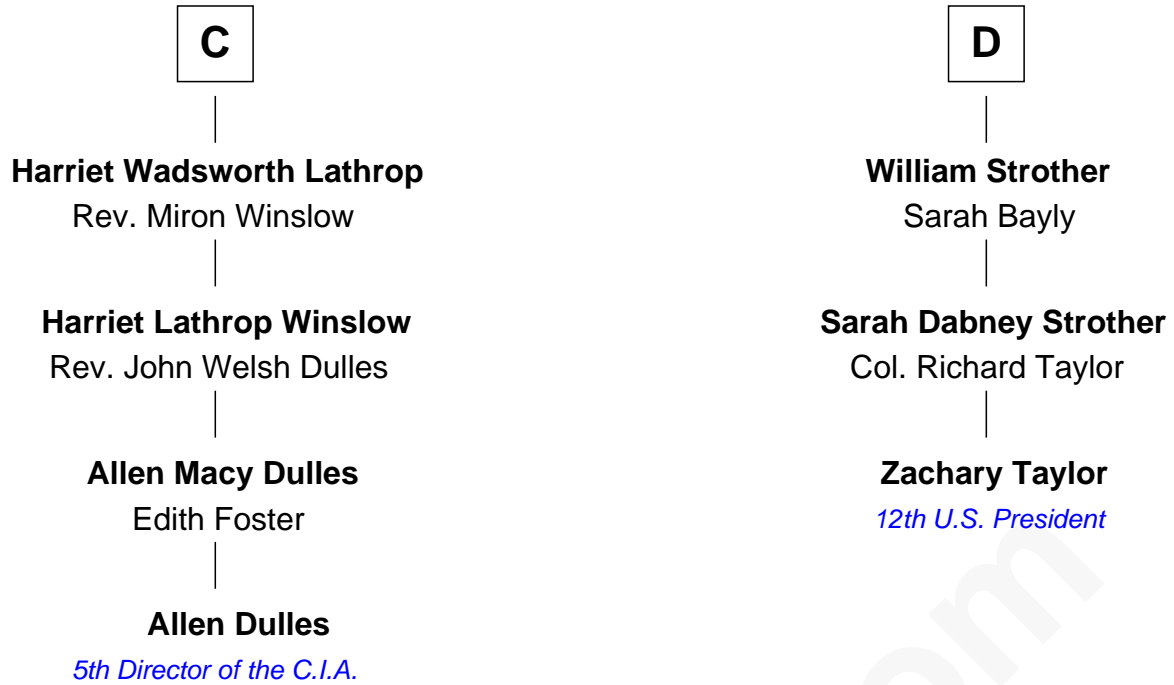 C
Harriet Wadsworth Lathrop
Rev. Miron Winslow
Harriet Lathrop Winslow
Rev. John Welsh Dulles
Allen Macy Dulles
Edith Foster
Allen Dulles
5th Director of the C.I.A.
D
William Strother
Sarah Bayly
Sarah Dabney Strother
Col. Richard Taylor
Zachary Taylor
12th U.S. President
om